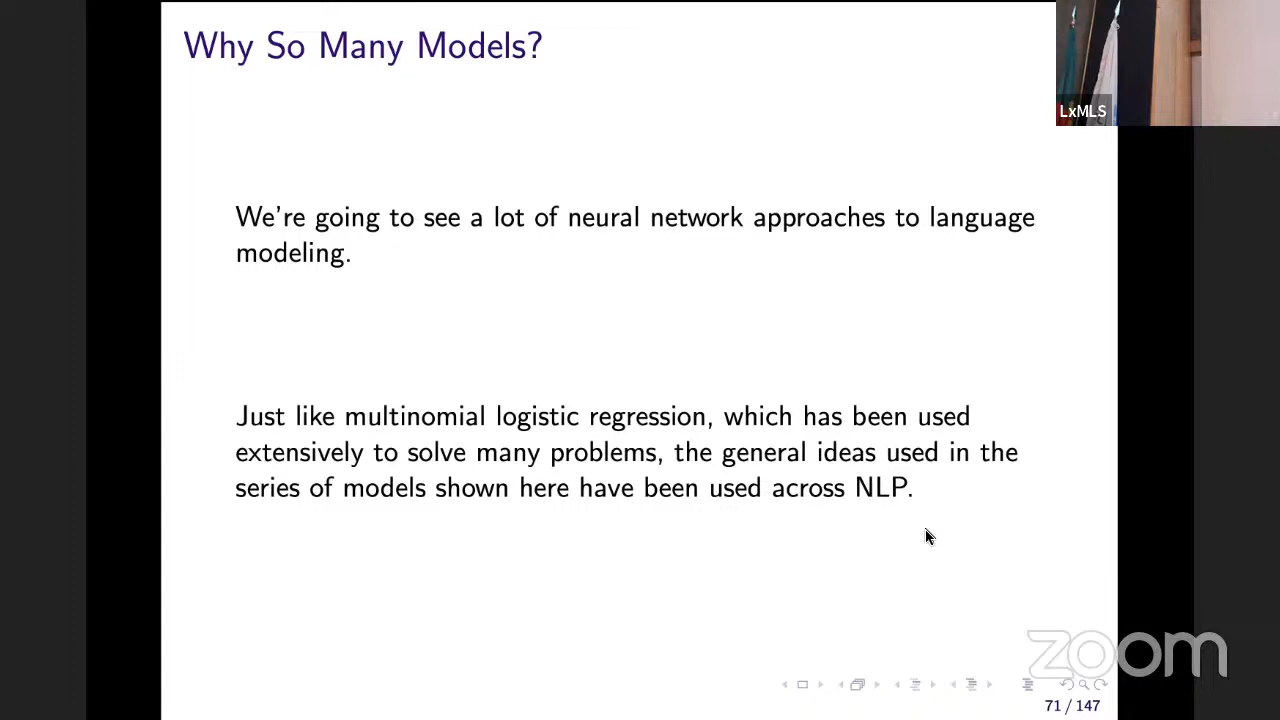 Why So Many Models?
LxMLS
We're going to see a lot of neural network approaches to language
modeling.
Just like multinomial logistic regression, which has been used
extensively to solve many problems, the general ideas used in the
series of models shown here have been used across NLP.
zoom
71 / 147